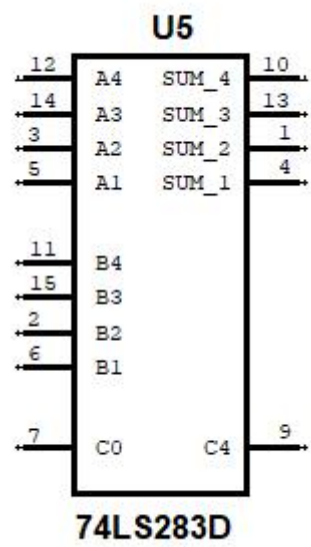 U5
12 A4 SUM_4 10
14 A3 SUM_3 13
3 A2 SUM_2 1
5 A1 SUM_1 4
11 B4
15 B3
2 B2
6 B1
7 C0 C4 9
74LS283D